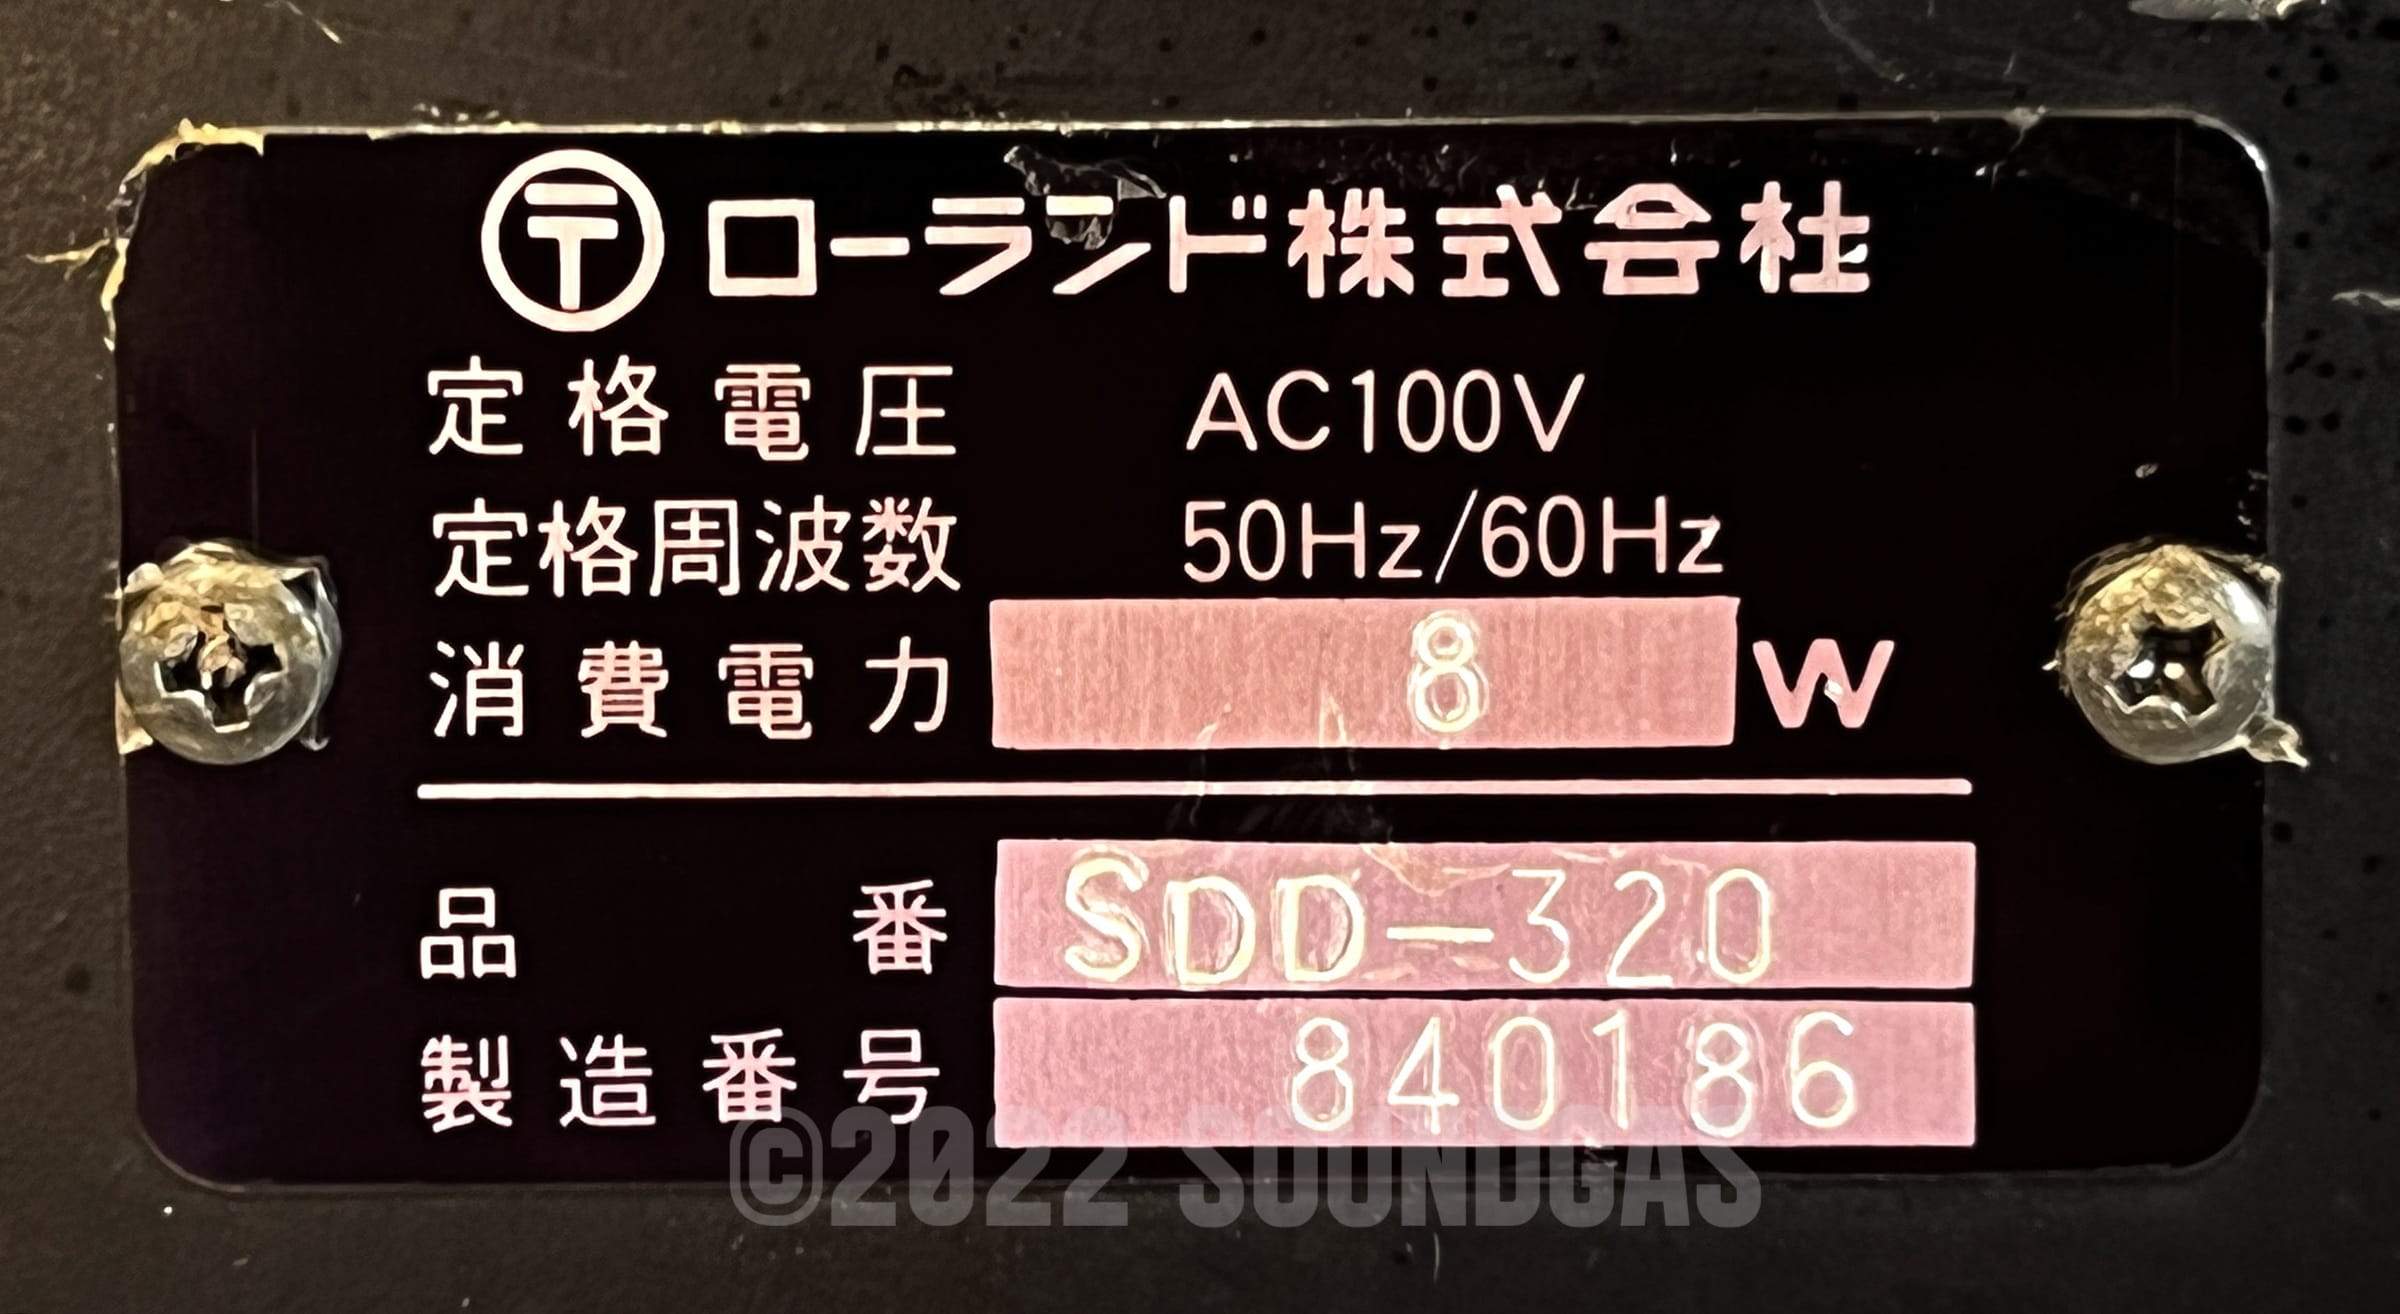 〒 ローランド株式会社
定格電圧 AC100V
定格周波数 50Hz/60Hz
消費電力 8 W
品番 SDD-320
製造番号 840186
©2022 SOUNDGAS